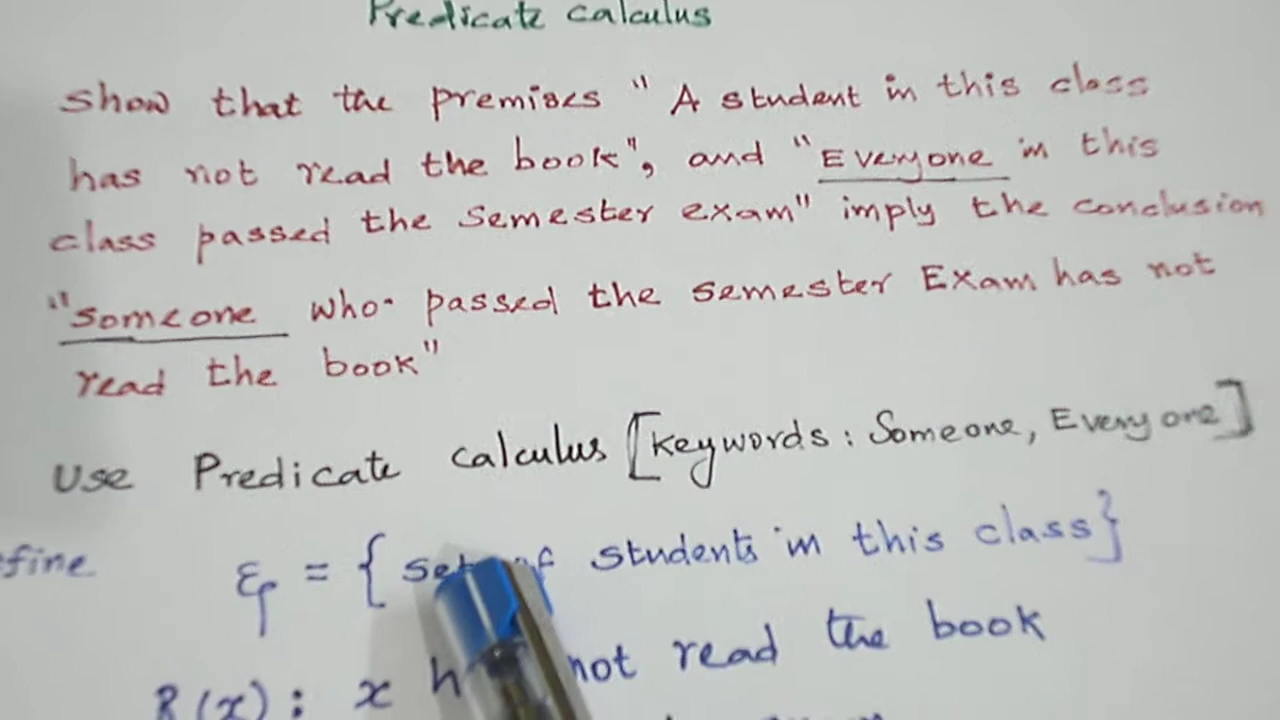 Predicate calculus
Show that the premises "A student in this class
has not read the book", and "Everyone in this
class passed the semester exam" imply the conclusion
"Someone who passed the semester Exam has not
read the book"
Use Predicate calculus [keywords: Someone, Everyone]
fine ξ = { set of students in this class}
R(x): x not read the book